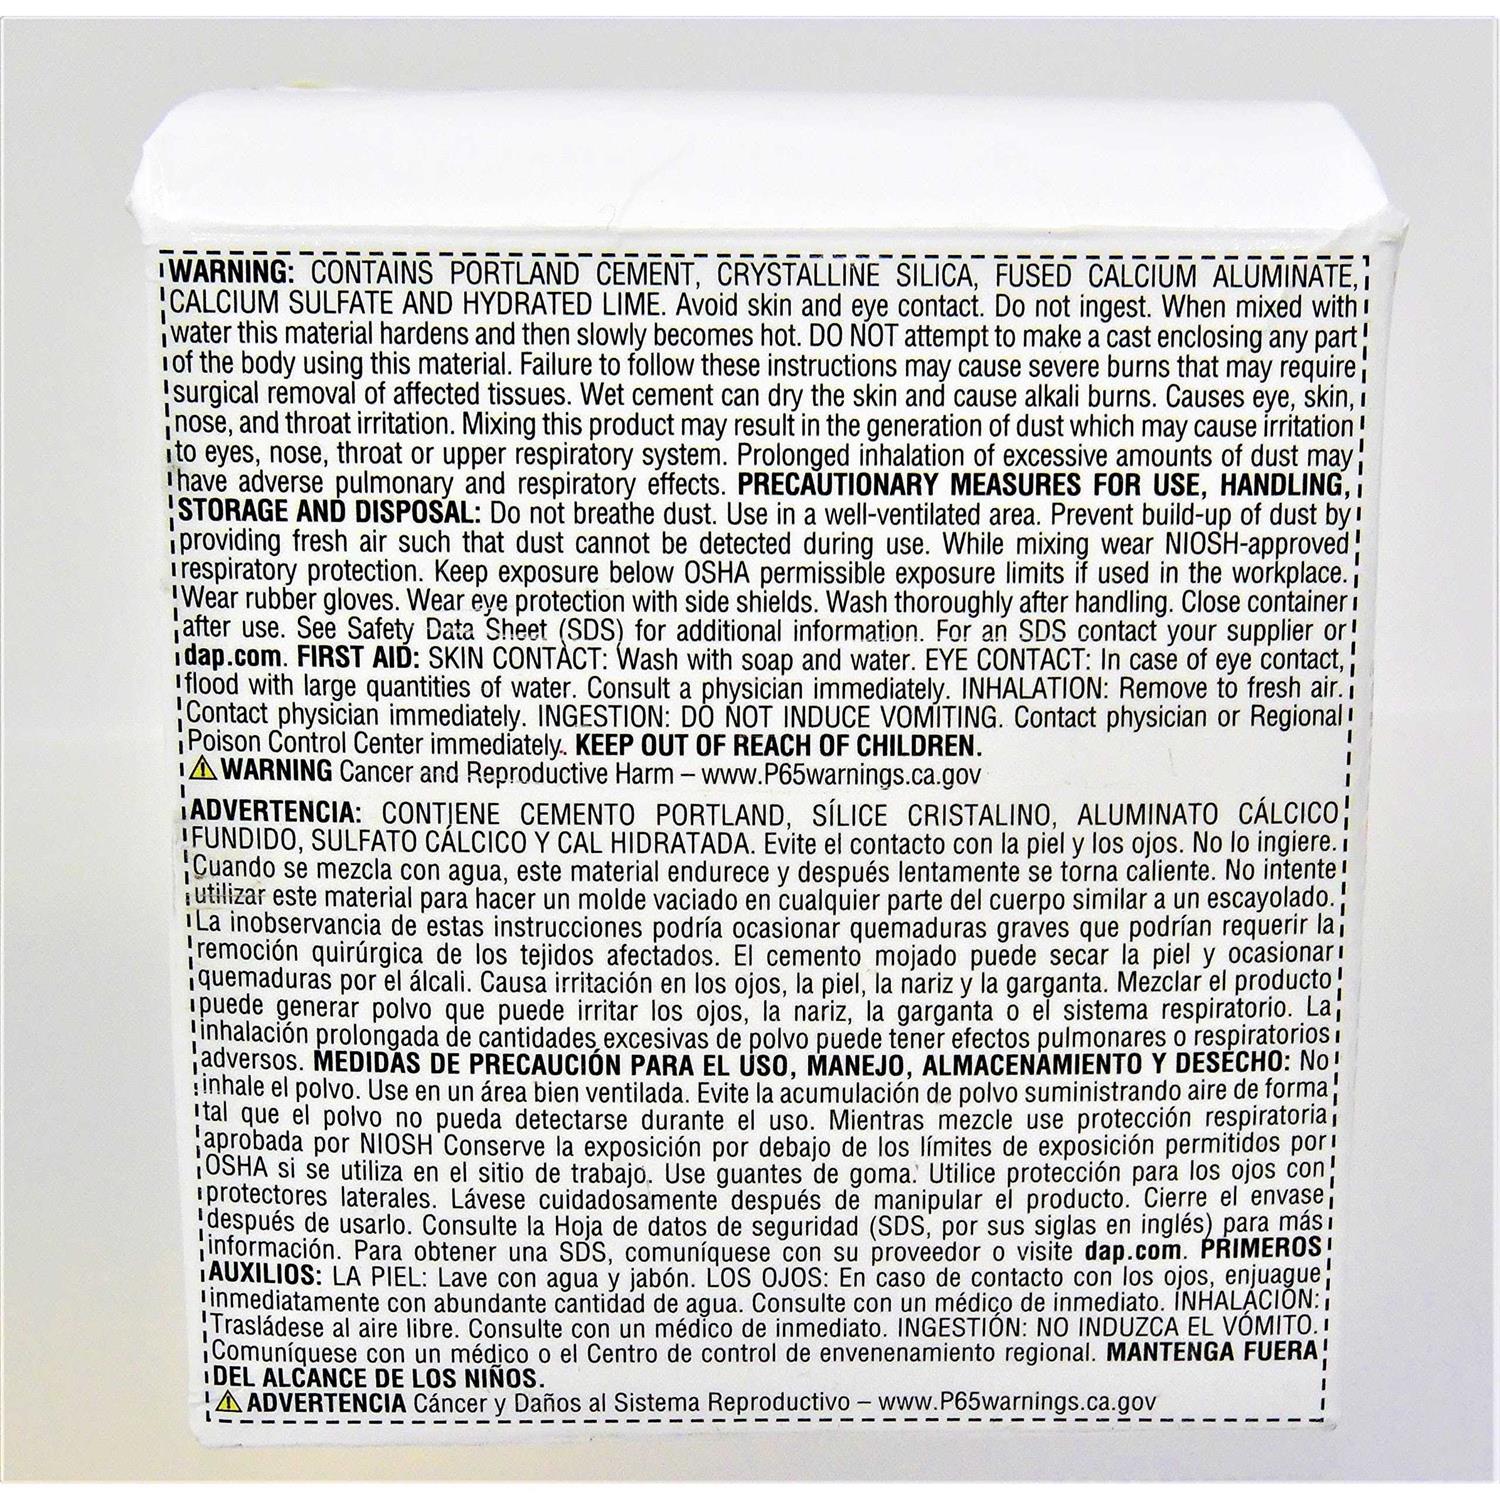 WARNING: CONTAINS PORTLAND CEMENT, CRYSTALLINE SILICA, FUSED CALCIUM ALUMINATE,
CALCIUM SULFATE AND HYDRATED LIME. Avoid skin and eye contact. Do not ingest. When mixed with
water this material hardens and then slowly becomes hot. DO NOT attempt to make a cast enclosing any part
of the body using this material. Failure to follow these instructions may cause severe burns that may require
surgical removal of affected tissues. Wet cement can dry the skin and cause alkali burns. Causes eye, skin,
nose, and throat irritation. Mixing this product may result in the generation of dust which may cause irritation
to eyes, nose, throat or upper respiratory system. Prolonged inhalation of excessive amounts of dust may
have adverse pulmonary and respiratory effects. PRECAUTIONARY MEASURES FOR USE, HANDLING,
STORAGE AND DISPOSAL: Do not breathe dust. Use in a well-ventilated area. Prevent build-up of dust by
providing fresh air such that dust cannot be detected during use. While mixing wear NIOSH-approved
respiratory protection. Keep exposure below OSHA permissible exposure limits if used in the workplace.
Wear rubber gloves. Wear eye protection with side shields. Wash thoroughly after handling. Close container
after use. See Safety Data Sheet (SDS) for additional information. For an SDS contact your supplier or
dap.com. FIRST AID: SKIN CONTACT: Wash with soap and water. EYE CONTACT: In case of eye contact,
flood with large quantities of water. Consult a physician immediately. INHALATION: Remove to fresh air.
Contact physician immediately. INGESTION: DO NOT INDUCE VOMITING. Contact physician or Regional
Poison Control Center immediately. KEEP OUT OF REACH OF CHILDREN.
WARNING Cancer and Reproductive Harm – www.P65warnings.ca.gov
ADVERTENCIA: CONTIENE CEMENTO PORTLAND, SÍLICE CRISTALINO, ALUMINATO CÁLCICO
FUNDIDO, SULFATO CÁLCICO Y CAL HIDRATADA. Evite el contacto con la piel y los ojos. No lo ingiere.
Cuando se mezcla con agua, este material endurece y después lentamente se torna caliente. No intente
utilizar este material para hacer un molde vaciado en cualquier parte del cuerpo similar a un escayolado.
La inobservancia de estas instrucciones podría ocasionar quemaduras graves que podrían requerir la
remoción quirúrgica de los tejidos afectados. El cemento mojado puede secar la piel y ocasionar
quemaduras por el álcali. Causa irritación en los ojos, la piel, la nariz y la garganta. Mezclar el producto
puede generar polvo que puede irritar los ojos, la nariz, la garganta o el sistema respiratorio. La
inhalación prolongada de cantidades excesivas de polvo puede tener efectos pulmonares o respiratorios
adversos. MEDIDAS DE PRECAUCIÓN PARA EL USO, MANEJO, ALMACENAMIENTO Y DESECHO: No
inhale el polvo. Use en un área bien ventilada. Evite la acumulación de polvo suministrando aire de forma
tal que el polvo no pueda detectarse durante el uso. Mientras mezcle use protección respiratoria
aprobada por NIOSH Conserve la exposición por debajo de los límites de exposición permitidos por
OSHA si se utiliza en el sitio de trabajo. Use guantes de goma. Utilice protección para los ojos con
protectores laterales. Lávese cuidadosamente después de manipular el producto. Cierre el envase
después de usarlo. Consulte la Hoja de datos de seguridad (SDS, por sus siglas en inglés) para más
información. Para obtener una SDS, comuníquese con su proveedor o visite dap.com. PRIMEROS
AUXILIOS: LA PIEL: Lave con agua y jabón. LOS OJOS: En caso de contacto con los ojos, enjuague
inmediatamente con abundante cantidad de agua. Consulte con un médico de inmediato. INHALACIÓN:
Trasládese al aire libre. Consulte con un médico de inmediato. INGESTIÓN: NO INDUZCA EL VÓMITO.
Comuníquese con un médico o el Centro de control de envenenamiento regional. MANTENGA FUERA
DEL ALCANCE DE LOS NIÑOS.
ADVERTENCIA Cáncer y Daños al Sistema Reproductivo – www.P65warnings.ca.gov